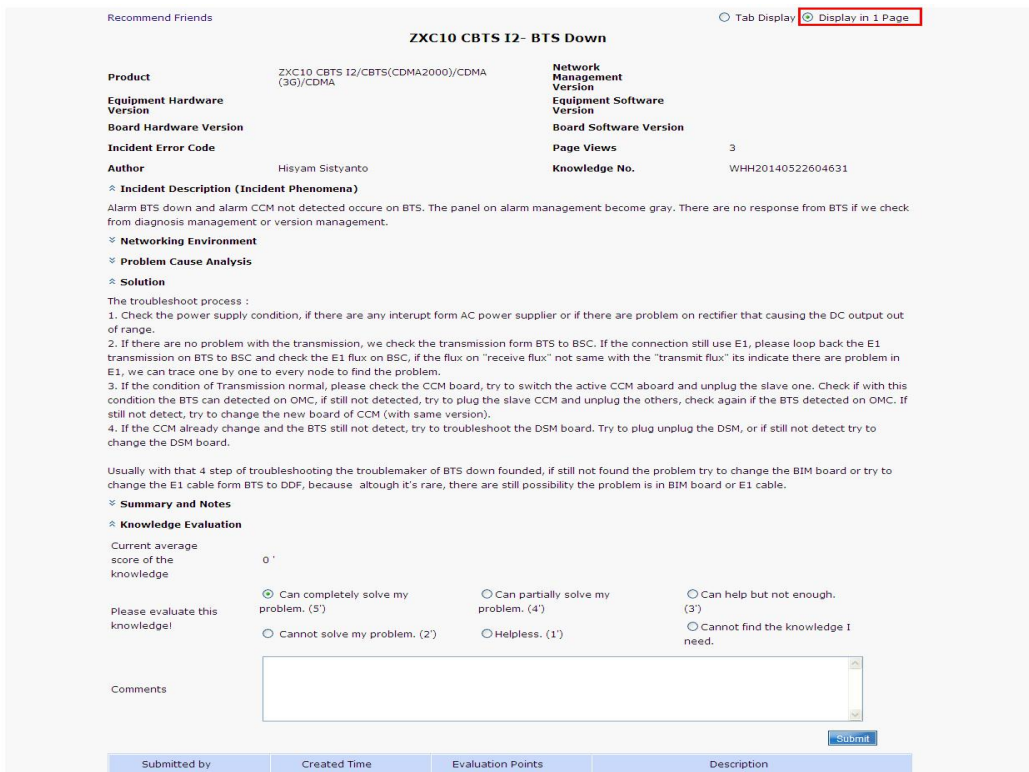 Recommend Friends
Tab Display Display in 1 Page
ZXC10 CBTS I2- BTS Down
Product
ZXC10 CBTS I2/CBTS(CDMA2000)/CDMA
(3G)/CDMA
Network
Management
Version
Equipment Hardware
Version
Equipment Software
Version
Board Hardware Version
Board Software Version
Incident Error Code
Page Views 3
Author Hisyam Sistyanto
Knowledge No. WHH20140522604631
Incident Description (Incident Phenomena)
Alarm BTS down and alarm CCM not detected occure on BTS. The panel on alarm management become gray. There are no response from BTS if we check
from diagnosis management or version management.
Networking Environment
Problem Cause Analysis
Solution
The troubleshoot process :
1. Check the power supply condition, if there are any interupt form AC power supplier or if there are problem on rectifier that causing the DC output out
of range.
2. If there are no problem with the transmission, we check the transmission form BTS to BSC. If the connection still use E1, please loop back the E1
transmission on BTS to BSC and check the E1 flux on BSC, if the flux on "receive flux" not same with the "transmit flux" its indicate there are problem in
E1, we can trace one by one to every node to find the problem.
3. If the condition of Transmission normal, please check the CCM board, try to switch the active CCM aboard and unplug the slave one. Check if with this
condition the BTS can detected on OMC, if still not detected, try to plug the slave CCM and unplug the others, check again if the BTS detected on OMC. If
still not detect, try to change the new board of CCM (with same version).
4. If the CCM already change and the BTS still not detect, try to troubleshoot the DSM board. Try to plug unplug the DSM, or if still not detect try to
change the DSM board.
Usually with that 4 step of troubleshooting the troublemaker of BTS down founded, if still not found the problem try to change the BIM board or try to
change the E1 cable form BTS to DDF, because altough it's rare, there are still possibility the problem is in BIM board or E1 cable.
Summary and Notes
Knowledge Evaluation
Current average
score of the
knowledge
0 '
Please evaluate this
knowledge!
Can completely solve my
problem. (5')
Can partially solve my
problem. (4')
Can help but not enough.
(3')
Cannot solve my problem. (2')
Helpless. (1')
Cannot find the knowledge I
need.
Comments
Submit
Submitted by Created Time Evaluation Points Description